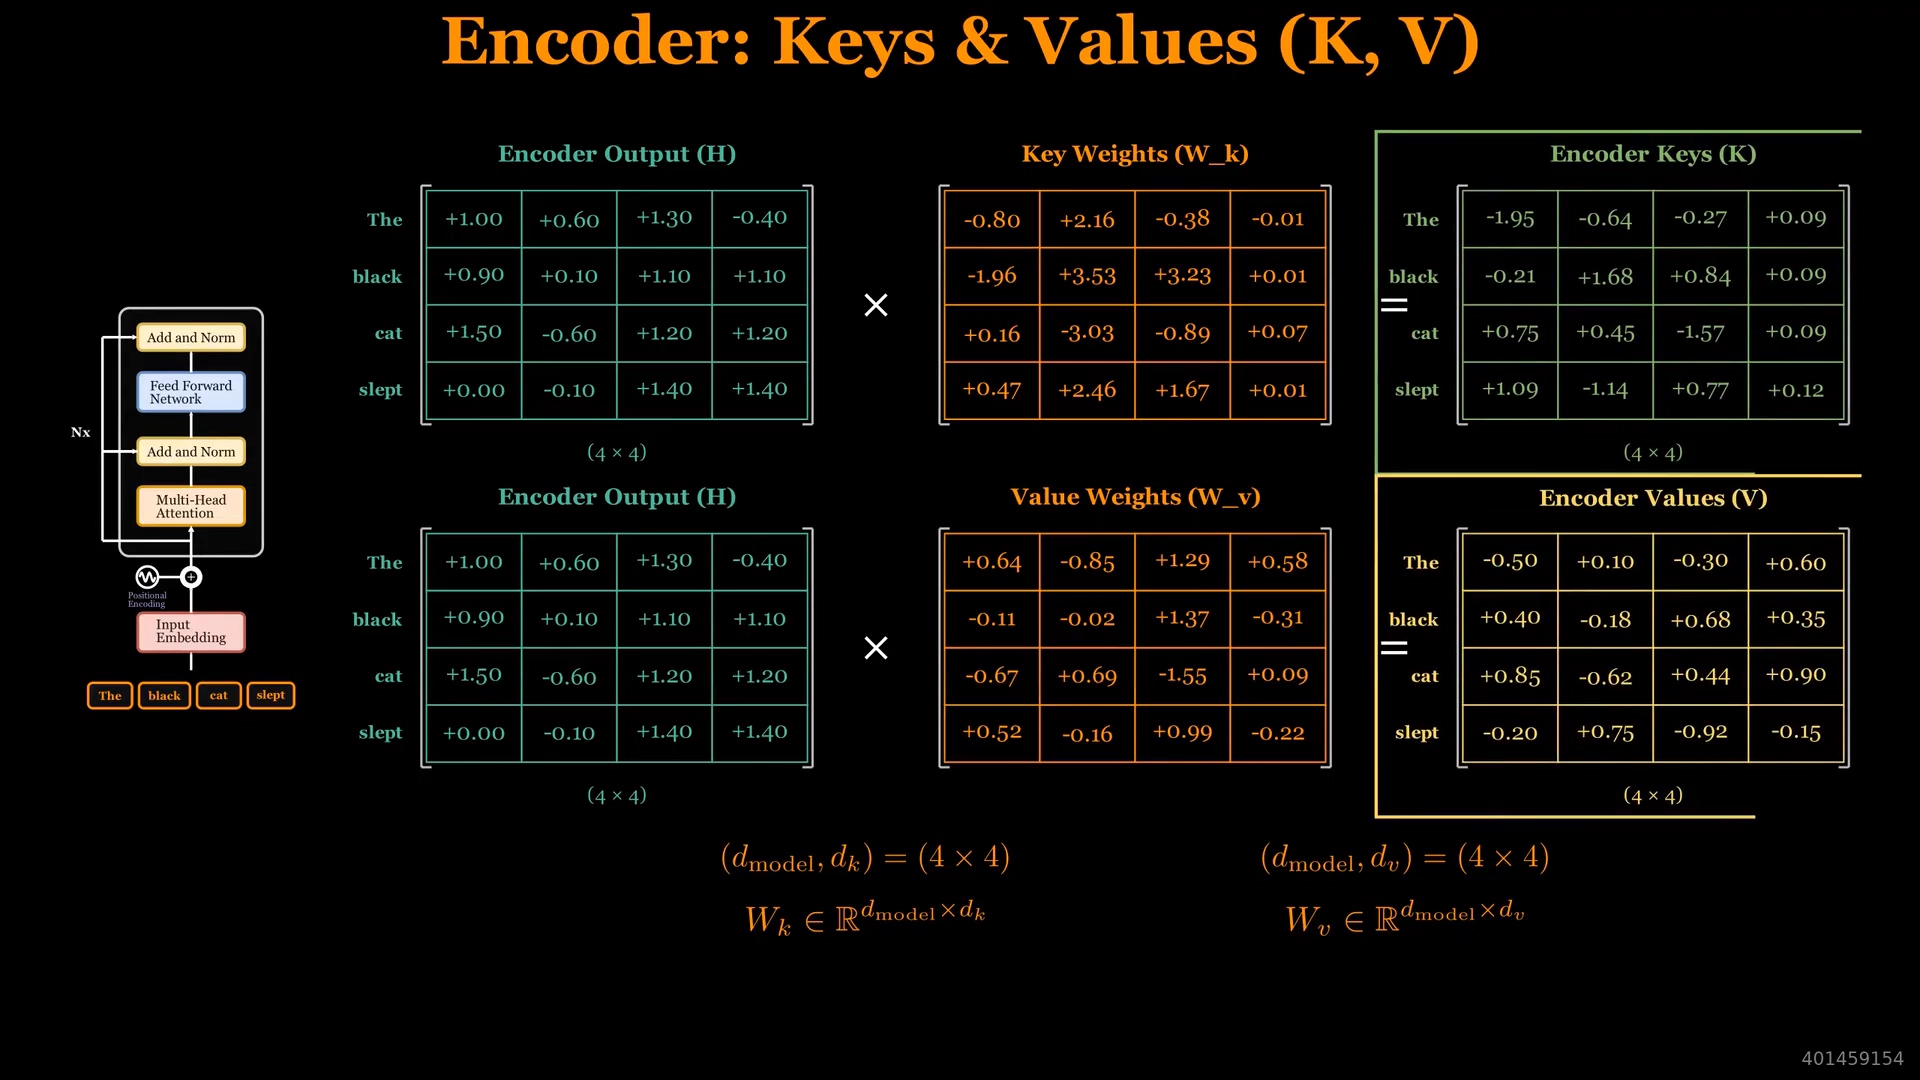 Encoder: Keys & Values (K, V)
Encoder Output (H)
The +1.00 +0.60 +1.30 -0.40
black +0.90 +0.10 +1.10 +1.10
cat +1.50 -0.60 +1.20 +1.20
slept +0.00 -0.10 +1.40 +1.40
(4 × 4)
×
Key Weights (W_k)
-0.80 +2.16 -0.38 -0.01
-1.96 +3.53 +3.23 +0.01
+0.16 -3.03 -0.89 +0.07
+0.47 +2.46 +1.67 +0.01
=
Encoder Keys (K)
The -1.95 -0.64 -0.27 +0.09
black -0.21 +1.68 +0.84 +0.09
cat +0.75 +0.45 -1.57 +0.09
slept +1.09 -1.14 +0.77 +0.12
(4 × 4)
Encoder Output (H)
The +1.00 +0.60 +1.30 -0.40
black +0.90 +0.10 +1.10 +1.10
cat +1.50 -0.60 +1.20 +1.20
slept +0.00 -0.10 +1.40 +1.40
(4 × 4)
×
Value Weights (W_v)
+0.64 -0.85 +1.29 +0.58
-0.11 -0.02 +1.37 -0.31
-0.67 +0.69 -1.55 +0.09
+0.52 -0.16 +0.99 -0.22
=
Encoder Values (V)
The -0.50 +0.10 -0.30 +0.60
black +0.40 -0.18 +0.68 +0.35
cat +0.85 -0.62 +0.44 +0.90
slept -0.20 +0.75 -0.92 -0.15
(4 × 4)
Add and Norm
Feed Forward
Network
Nx
Add and Norm
Multi-Head
Attention
+
Positional
Encoding
Input
Embedding
The black cat slept
(d_model, d_k) = (4 × 4)
W_k ∈ ℝ^{d_model × d_k}
(d_model, d_v) = (4 × 4)
W_v ∈ ℝ^{d_model × d_v}
401459154